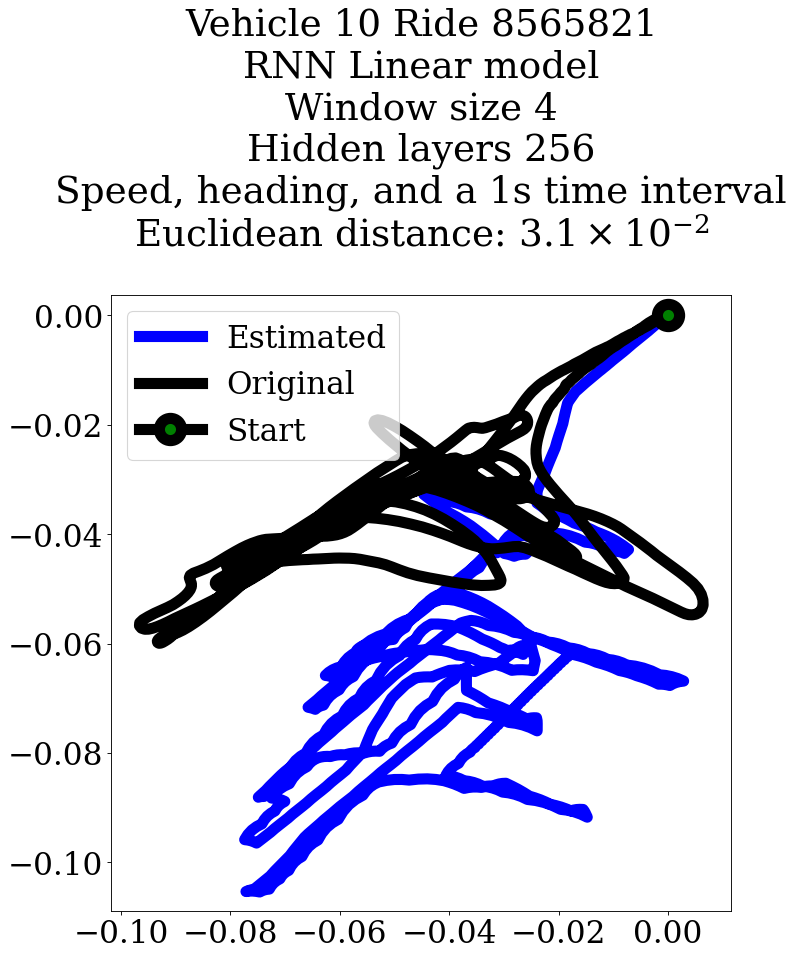 Vehicle 10 Ride 8565821
RNN Linear model
Window size 4
Hidden layers 256
Speed, heading, and a 1s time interval
Euclidean distance: 3.1 × 10⁻²
Estimated
Original
Start
0.00
−0.02
−0.04
−0.06
−0.08
−0.10
−0.10 −0.08 −0.06 −0.04 −0.02 0.00